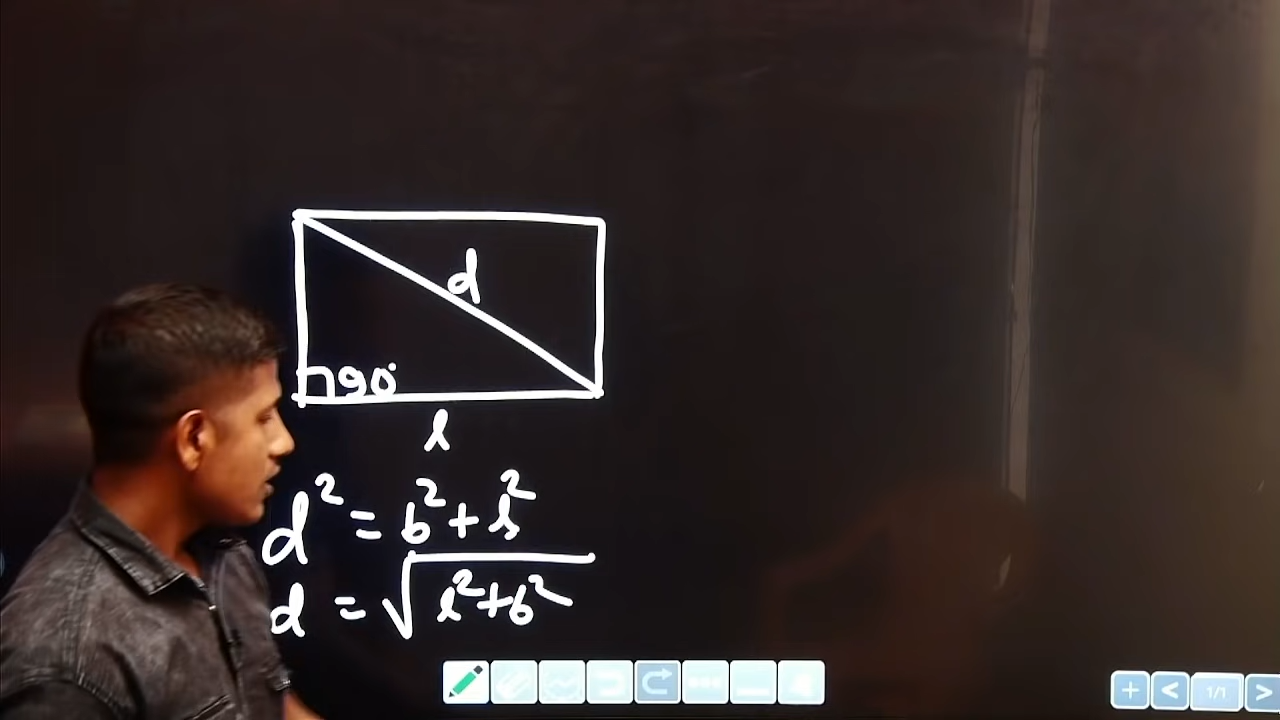 d
90°
l
d² = b² + l²
d = √l²+b²
1/1